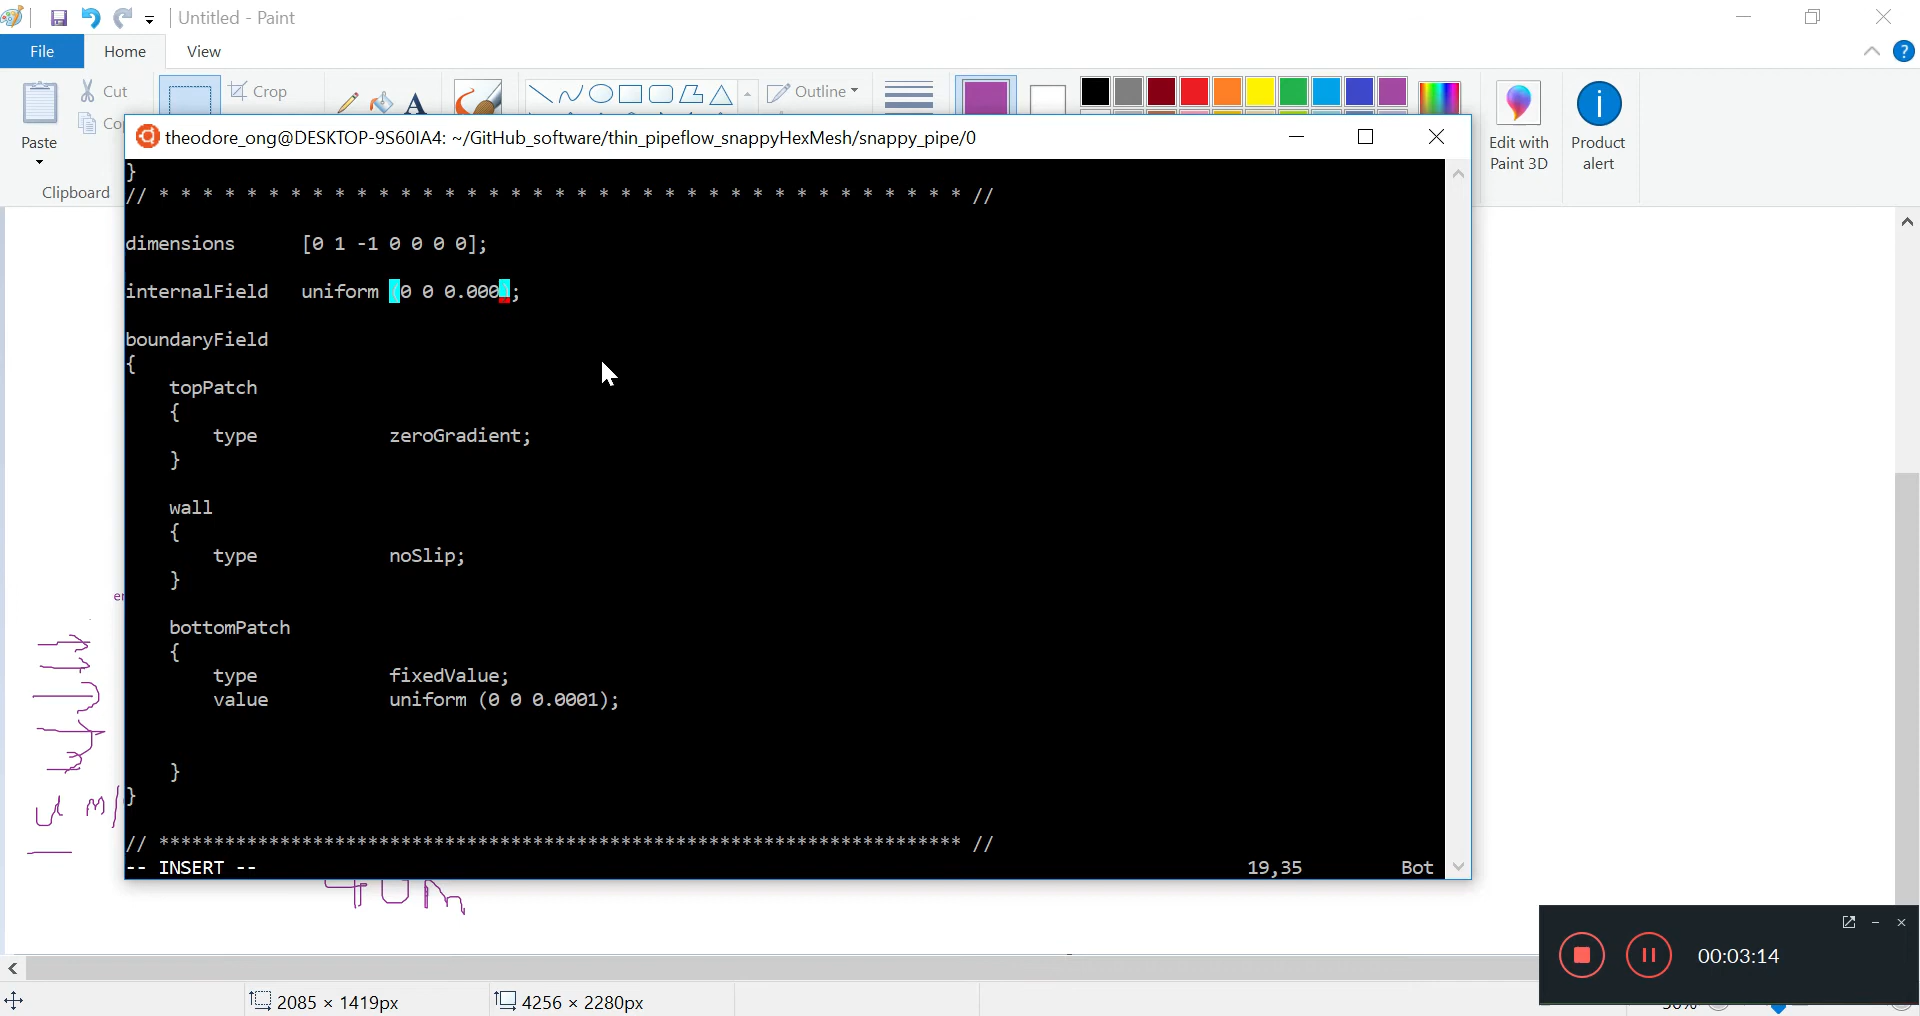 Untitled - Paint
File
Home
View
Cut
Crop
Outline
Paste
Edit with Paint 3D
Product alert
Clipboard
theodore_ong@DESKTOP-9S60IA4: ~/GitHub_software/thin_pipeflow_snappyHexMesh/snappy_pipe/0
}
// * * * * * * * * * * * * * * * * * * * * * * * * * * * * * * * * * * * * * //
dimensions [0 1 -1 0 0 0 0];
internalField uniform (0 0 0.000);
boundaryField
{
topPatch
{
type zeroGradient;
}
wall
{
type noSlip;
}
bottomPatch
{
type fixedValue;
value uniform (0 0 0.0001);
}
}
// ************************************************************************* //
-- INSERT --
19,35
Bot
u m/
40m
00:03:14
2085 × 1419px
4256 × 2280px